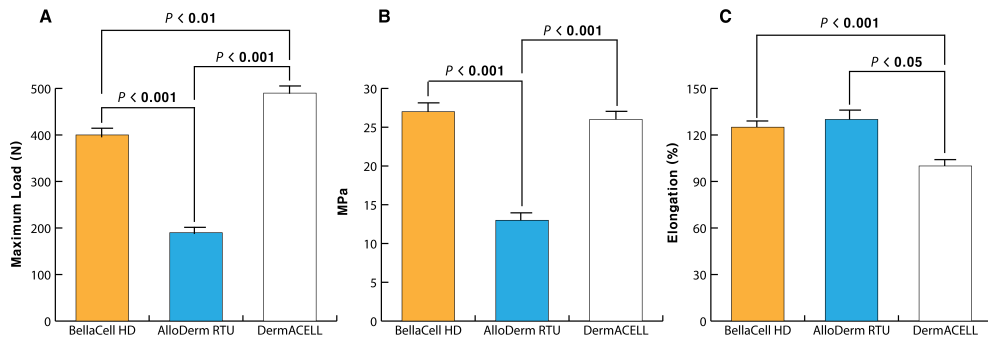 A
P < 0.01
P < 0.001
P < 0.001
Maximum Load (N)
500
400
300
200
100
0
BellaCell HD AlloDerm RTU DermACELL
B
P < 0.001
P < 0.001
MPa
30
25
20
15
10
5
0
BellaCell HD AlloDerm RTU DermACELL
C
P < 0.001
P < 0.05
Elongation (%)
150
120
90
60
30
0
BellaCell HD AlloDerm RTU DermACELL